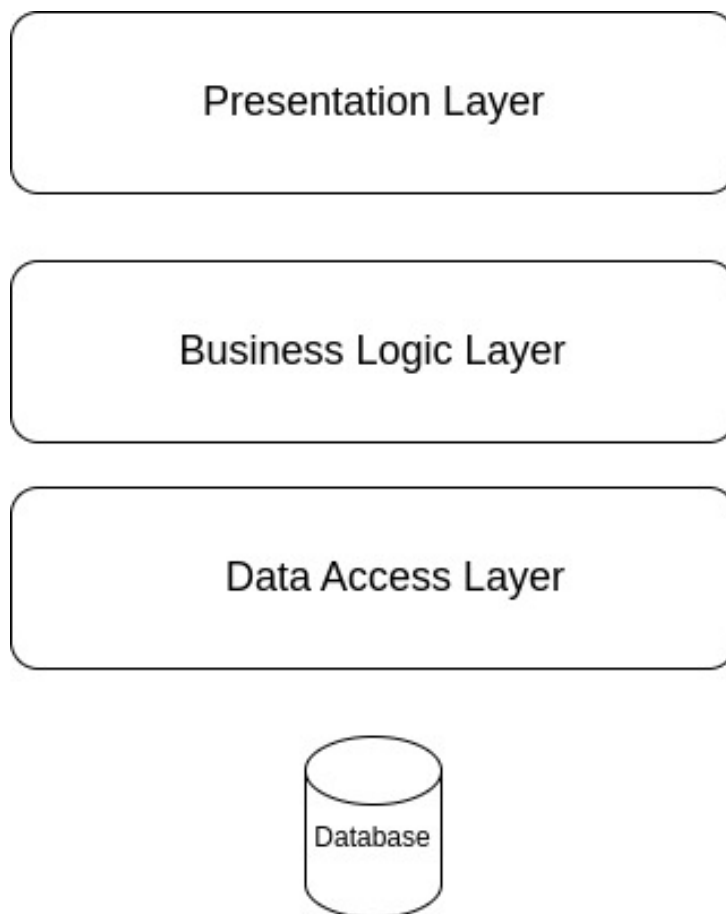 Presentation Layer
Business Logic Layer
Data Access Layer
Database